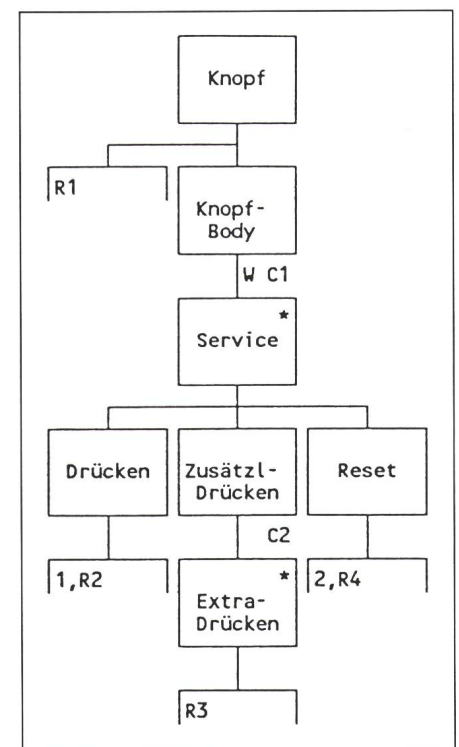 Knopf
R1
Knopf-
Body
W C1
*
Service
Drücken
Zusätzl-
Drücken
Reset
C2
1,R2
*
Extra-
Drücken
2,R4
R3